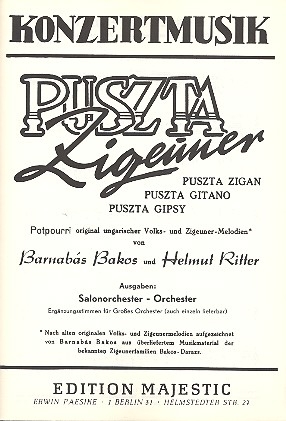 KONZERTMUSIK
PUSZTA
Zigeuner
PUSZTA ZIGAN
PUSZTA GITANO
PUSZTA GIPSY
Potpourri original ungarischer Volks- und Zigeuner-Melodien*
von
Barnabás Bakos und Helmut Ritter
Ausgaben:
Salonorchester - Orchester
Ergänzungsstimmen für Großes Orchester (auch einzeln lieferbar)
* Nach alten originalen Volks- und Zigeunermelodien aufgezeichnet
von Barnabás Bakos aus überliefertem Musikmaterial der
bekannten Zigeunerfamilien Bakos-Darazs.
EDITION MAJESTIC
ERWIN PAESIKE · 1 BERLIN 31 · HELMSTEDTER STR. 27